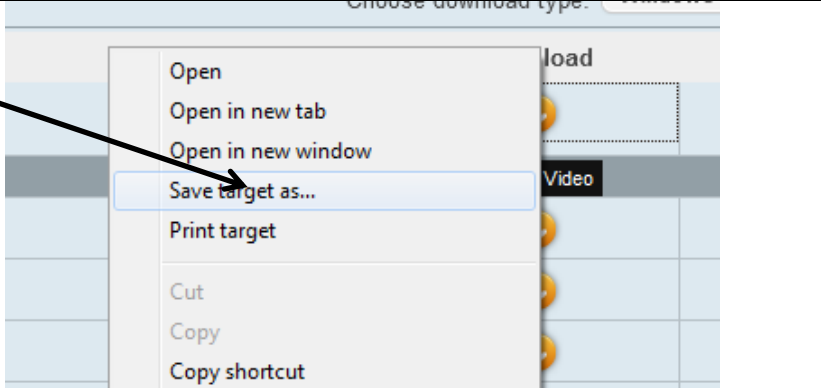 Choose download type:
load
Open
Open in new tab
Open in new window
Save target as...
Video
Print target
Cut
Copy
Copy shortcut